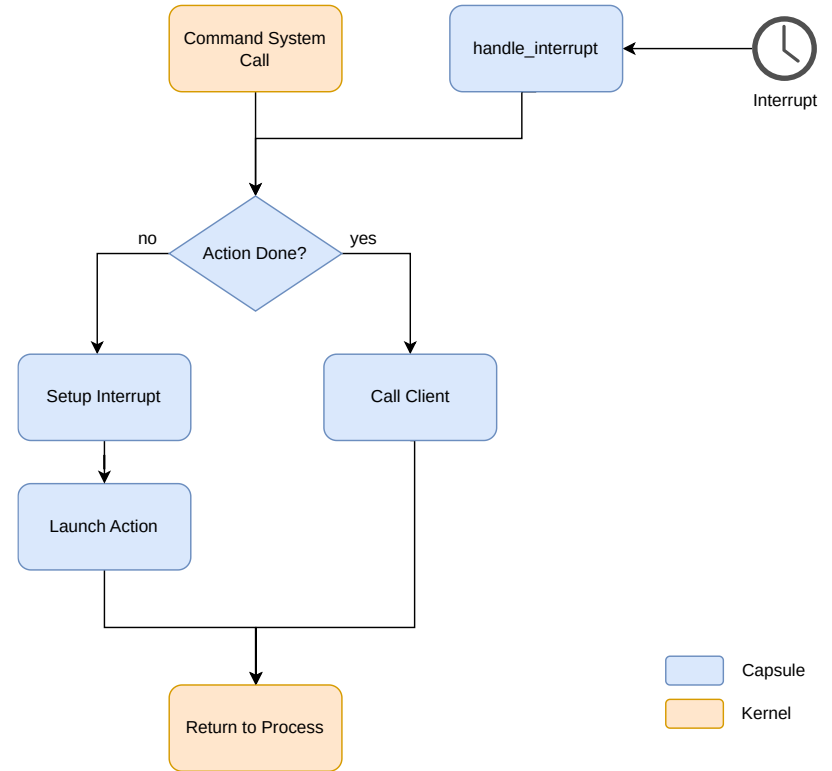 Command System
Call
handle_interrupt
Interrupt
no
Action Done?
yes
Setup Interrupt
Call Client
Launch Action
Return to Process
Capsule
Kernel